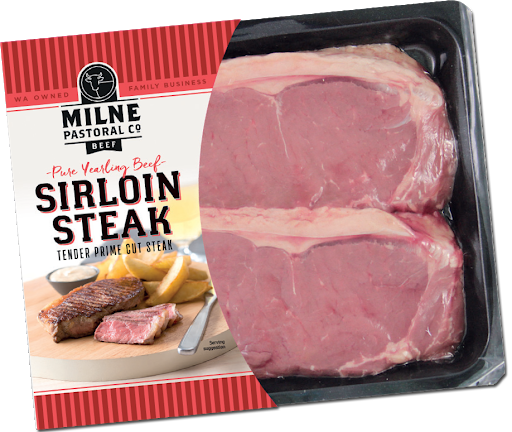 WA OWNED FAMILY BUSINESS
MILNE
PASTORAL CO
BEEF
-Pure Yearling Beef-
SIRLOIN
STEAK
TENDER PRIME CUT STEAK
Serving
suggestion